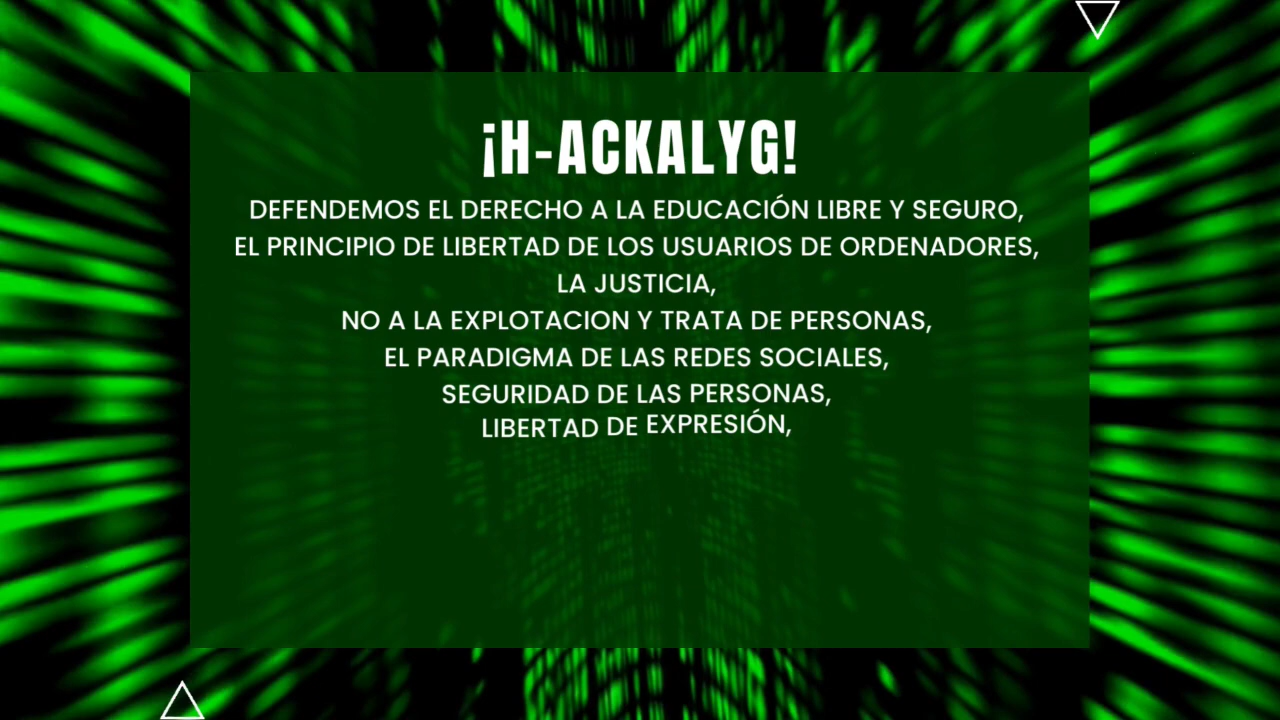 ¡H-ACKALYG!
DEFENDEMOS EL DERECHO A LA EDUCACIÓN LIBRE Y SEGURO,
EL PRINCIPIO DE LIBERTAD DE LOS USUARIOS DE ORDENADORES,
LA JUSTICIA,
NO A LA EXPLOTACION Y TRATA DE PERSONAS,
EL PARADIGMA DE LAS REDES SOCIALES,
SEGURIDAD DE LAS PERSONAS,
LIBERTAD DE EXPRESIÓN,